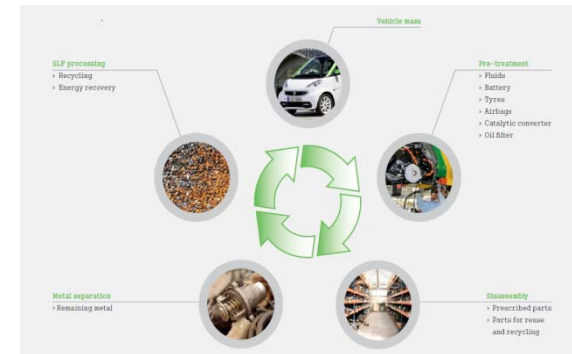 Vehicle mass
GLP processing
› Recycling
› Energy recovery
Pre-treatment
› Fluids
› Battery
› Tyres
› Airbags
› Catalytic converter
› Oil filter
Metal separation
› Remaining metal
Disassembly
› Prescribed parts
› Parts for reuse
and recycling